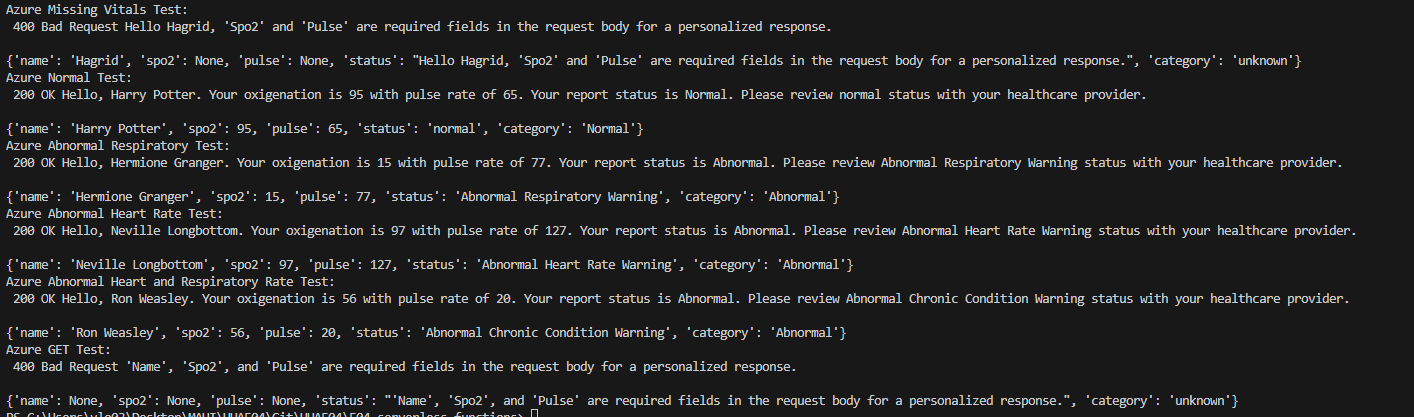 Azure Missing Vitals Test:
400 Bad Request Hello Hagrid, 'Spo2' and 'Pulse' are required fields in the request body for a personalized response.
{'name': 'Hagrid', 'spo2': None, 'pulse': None, 'status': "Hello Hagrid, 'Spo2' and 'Pulse' are required fields in the request body for a personalized response.", 'category': 'unknown'}
Azure Normal Test:
200 OK Hello, Harry Potter. Your oxigenation is 95 with pulse rate of 65. Your report status is Normal. Please review normal status with your healthcare provider.
{'name': 'Harry Potter', 'spo2': 95, 'pulse': 65, 'status': 'normal', 'category': 'Normal'}
Azure Abnormal Respiratory Test:
200 OK Hello, Hermione Granger. Your oxigenation is 15 with pulse rate of 77. Your report status is Abnormal. Please review Abnormal Respiratory Warning status with your healthcare provider.
{'name': 'Hermione Granger', 'spo2': 15, 'pulse': 77, 'status': 'Abnormal Respiratory Warning', 'category': 'Abnormal'}
Azure Abnormal Heart Rate Test:
200 OK Hello, Neville Longbottom. Your oxigenation is 97 with pulse rate of 127. Your report status is Abnormal. Please review Abnormal Heart Rate Warning status with your healthcare provider.
{'name': 'Neville Longbottom', 'spo2': 97, 'pulse': 127, 'status': 'Abnormal Heart Rate Warning', 'category': 'Abnormal'}
Azure Abnormal Heart and Respiratory Rate Test:
200 OK Hello, Ron Weasley. Your oxigenation is 56 with pulse rate of 20. Your report status is Abnormal. Please review Abnormal Chronic Condition Warning status with your healthcare provider.
{'name': 'Ron Weasley', 'spo2': 56, 'pulse': 20, 'status': 'Abnormal Chronic Condition Warning', 'category': 'Abnormal'}
Azure GET Test:
400 Bad Request 'Name', 'Spo2', and 'Pulse' are required fields in the request body for a personalized response.
{'name': None, 'spo2': None, 'pulse': None, 'status': "'Name', 'Spo2', and 'Pulse' are required fields in the request body for a personalized response.", 'category': 'unknown'}